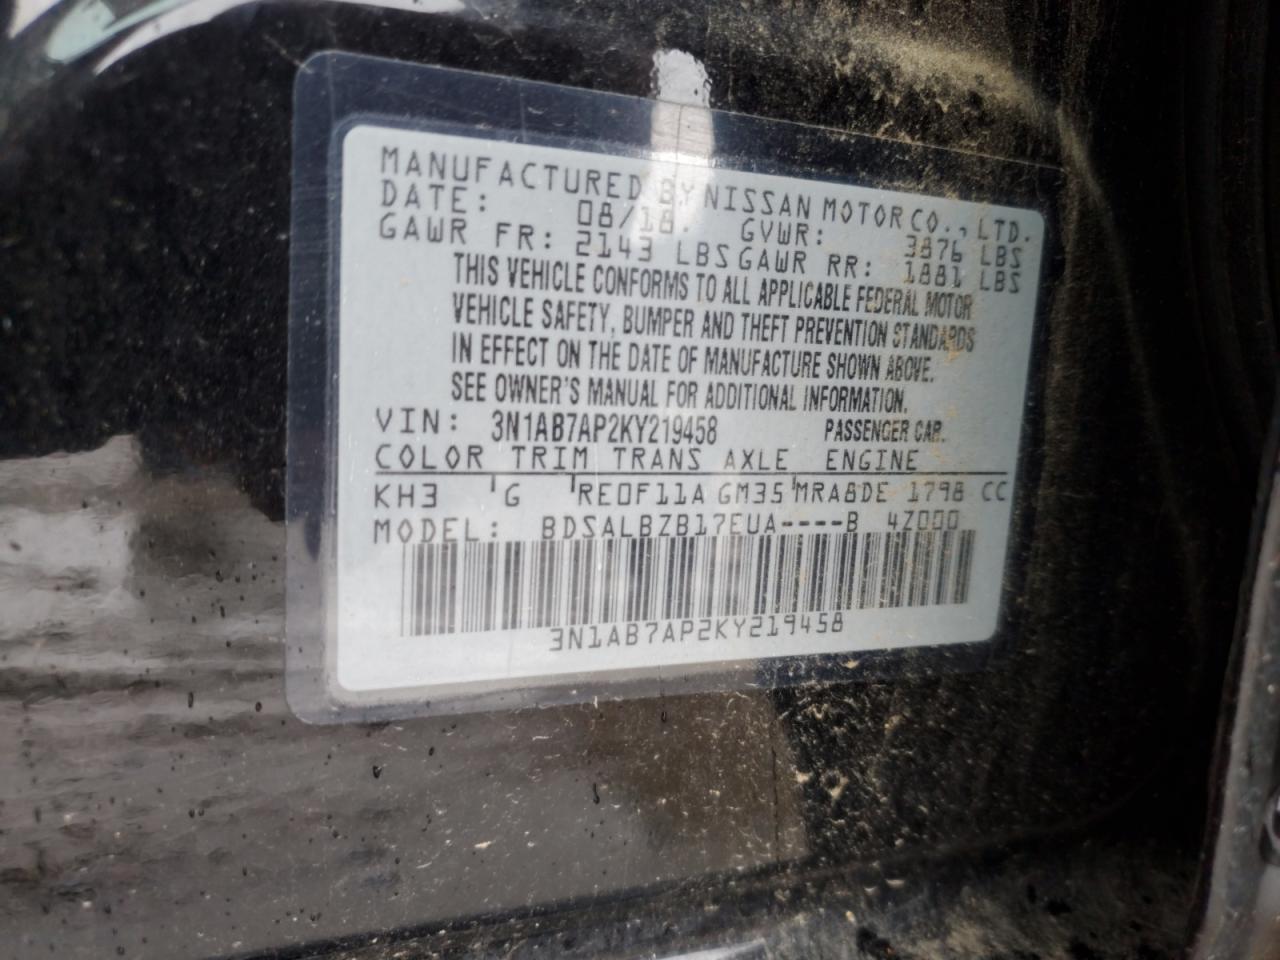 MANUFACTURED BY NISSAN MOTOR CO., LTD.
DATE: 08/18. GVWR: 3876 LBS
GAWR FR: 2143 LBS GAWR RR: 1881 LBS
THIS VEHICLE CONFORMS TO ALL APPLICABLE FEDERAL MOTOR
VEHICLE SAFETY, BUMPER AND THEFT PREVENTION STANDARDS
IN EFFECT ON THE DATE OF MANUFACTURE SHOWN ABOVE.
SEE OWNER'S MANUAL FOR ADDITIONAL INFORMATION.
VIN: 3N1AB7AP2KY219458 PASSENGER CAR.
COLOR TRIM TRANS AXLE ENGINE
KH3 ' G 'RE0F11A GM35'MRA8DE 1798 CC
MODEL: BDSALBZB17EUA----B 4Z000
3N1AB7AP2KY219458